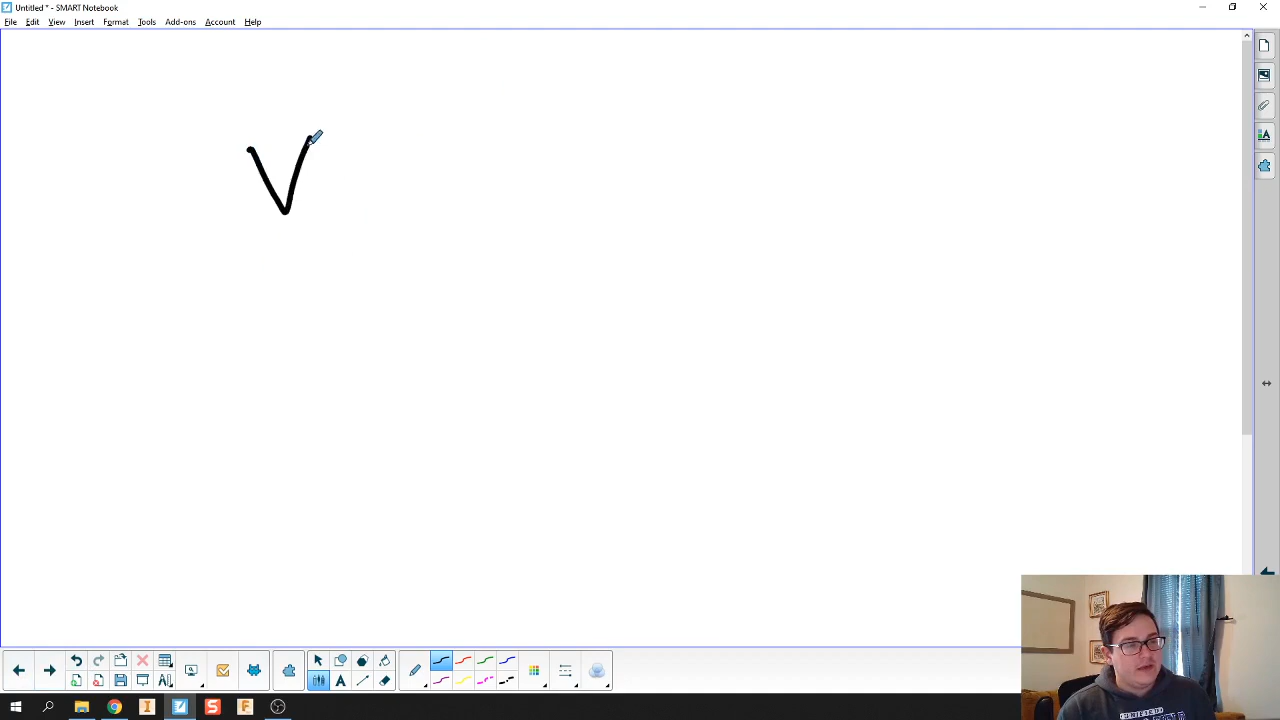 Untitled * - SMART Notebook
File Edit View Insert Format Tools Add-ons Account Help
V